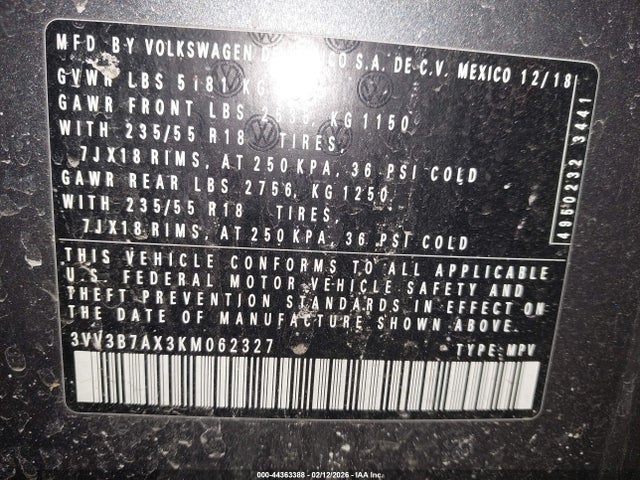 MFD BY VOLKSWAGEN S.A. DE C.V. MEXICO 12/18
GVWR LBS 5181 KG
GAWR FRONT LBS KG 1150
WITH 235/55 R18 TIRES,
7JX18 RIMS, AT 250 KPA, 36 PSI COLD
GAWR REAR LBS 2756, KG 1250
WITH 235/55 R18 TIRES,
7JX18 RIMS, AT 250 KPA, 36 PSI COLD
THIS VEHICLE CONFORMS TO ALL APPLICABLE
U.S. FEDERAL MOTOR VEHICLE SAFETY AND
THEFT PREVENTION STANDARDS IN EFFECT ON
THE DATE OF MANUFACTURE SHOWN ABOVE.
3VV3B7AX3KM062327 TYPE: MPV
4960232 3441
000-44363388 - 02/12/2026 - IAA Inc.